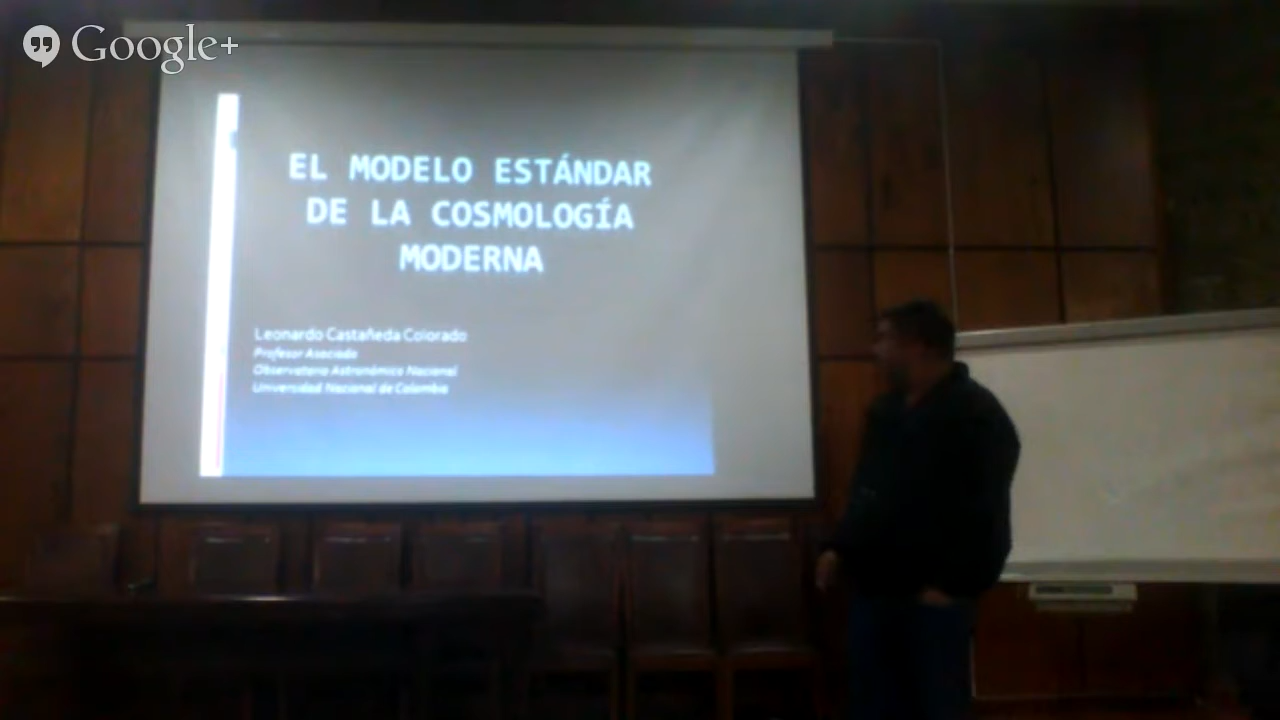 Google+
EL MODELO ESTÁNDAR
DE LA COSMOLOGÍA
MODERNA
Leonardo Castañeda Colorado
Profesor Asociado
Observatorio Astronómico Nacional
Universidad Nacional de Colombia